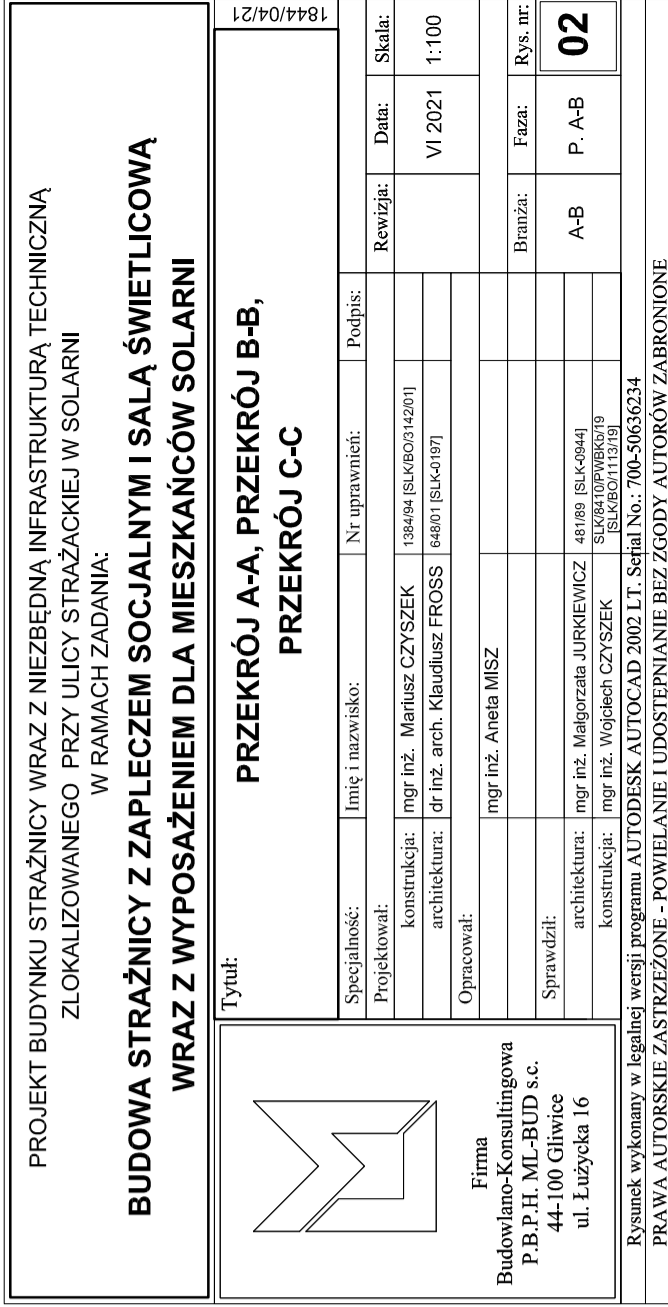 PROJEKT BUDYNKU STRAŻNICY WRAZ Z NIEZBĘDNĄ INFRASTRUKTURĄ TECHNICZNĄ
ZLOKALIZOWANEGO PRZY ULICY STRAŻACKIEJ W SOLARNI
W RAMACH ZADANIA:
BUDOWA STRAŻNICY Z ZAPLECZEM SOCJALNYM I SALĄ ŚWIETLICOWĄ
WRAZ Z WYPOSAŻENIEM DLA MIESZKAŃCÓW SOLARNI
1844/04/21
Tytuł:
PRZEKRÓJ A-A, PRZEKRÓJ B-B,
PRZEKRÓJ C-C
Firma
Budowlano-Konsultingowa
P.B.P.H. ML-BUD s.c.
44-100 Gliwice
ul. Łużycka 16
Specjalność: Imię i nazwisko: Nr uprawnień: Podpis:
Projektował: Rewizja: Data: Skala:
konstrukcja: mgr inż. Mariusz CZYSZEK 1384/94 [SLK/BO/3142/01]
VI 2021 1:100
architektura: dr inż. arch. Klaudiusz FROSS 648/01 [SLK-0197]
Opracował:
mgr inż. Aneta MISZ
Branża: Faza: Rys. nr:
Sprawdził:
A-B P. A-B 02
architektura: mgr inż. Małgorzata JURKIEWICZ 481/89 [SLK-0944]
konstrukcja: mgr inż. Wojciech CZYSZEK SLK/8410/PWBKb/19
[SLK/BO/1113/19]
Rysunek wykonany w legalnej wersji programu AUTODESK AUTOCAD 2002 LT. Serial No.: 700-50636234
PRAWA AUTORSKIE ZASTRZEŻONE - POWIELANIE I UDOSTEPNIANIE BEZ ZGODY AUTORÓW ZABRONIONE